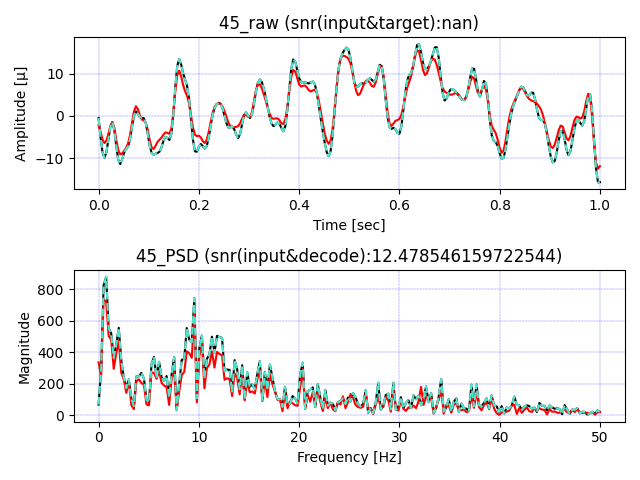 45_raw (snr(input&target):nan)
Amplitude [μ]
10
0
−10
0.0 0.2 0.4 0.6 0.8 1.0
Time [sec]
45_PSD (snr(input&decode):12.478546159722544)
Magnitude
800
600
400
200
0
0 10 20 30 40 50
Frequency [Hz]